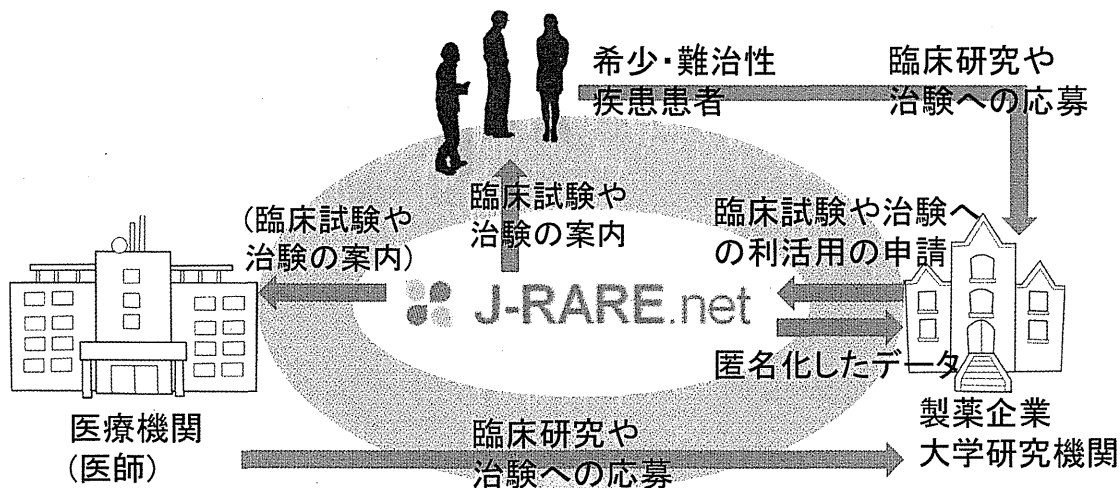 希少・難治性
疾患患者
臨床研究や
治験への応募
(臨床試験や
治験の案内)
臨床試験や
治験の案内
臨床試験や治験へ
の利活用の申請
J-RARE.net
匿名化したデータ
医療機関
(医師)
臨床研究や
治験への応募
製薬企業
大学研究機関